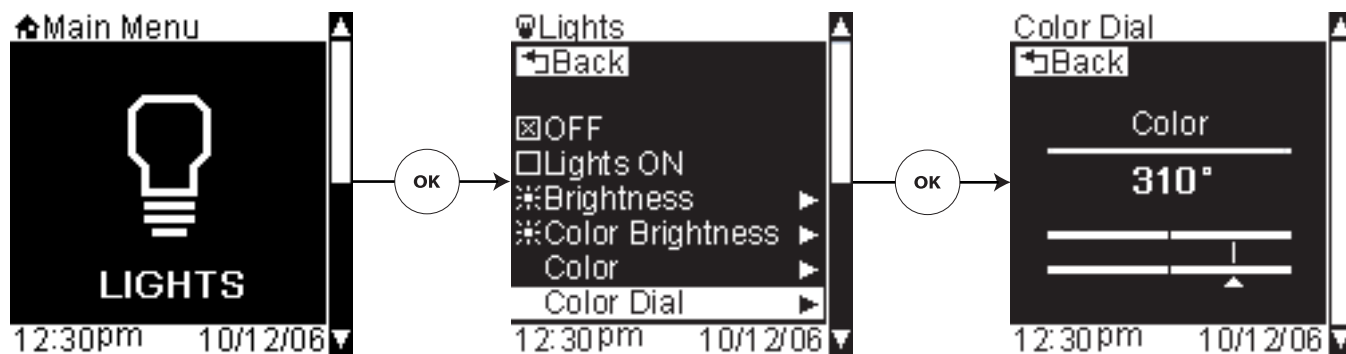 Main Menu
LIGHTS
12:30pm 10/12/06
OK
Lights
Back
OFF
Lights ON
Brightness
Color Brightness
Color
Color Dial
12:30pm 10/12/06
OK
Color Dial
Back
Color
310°
12:30pm 10/12/06